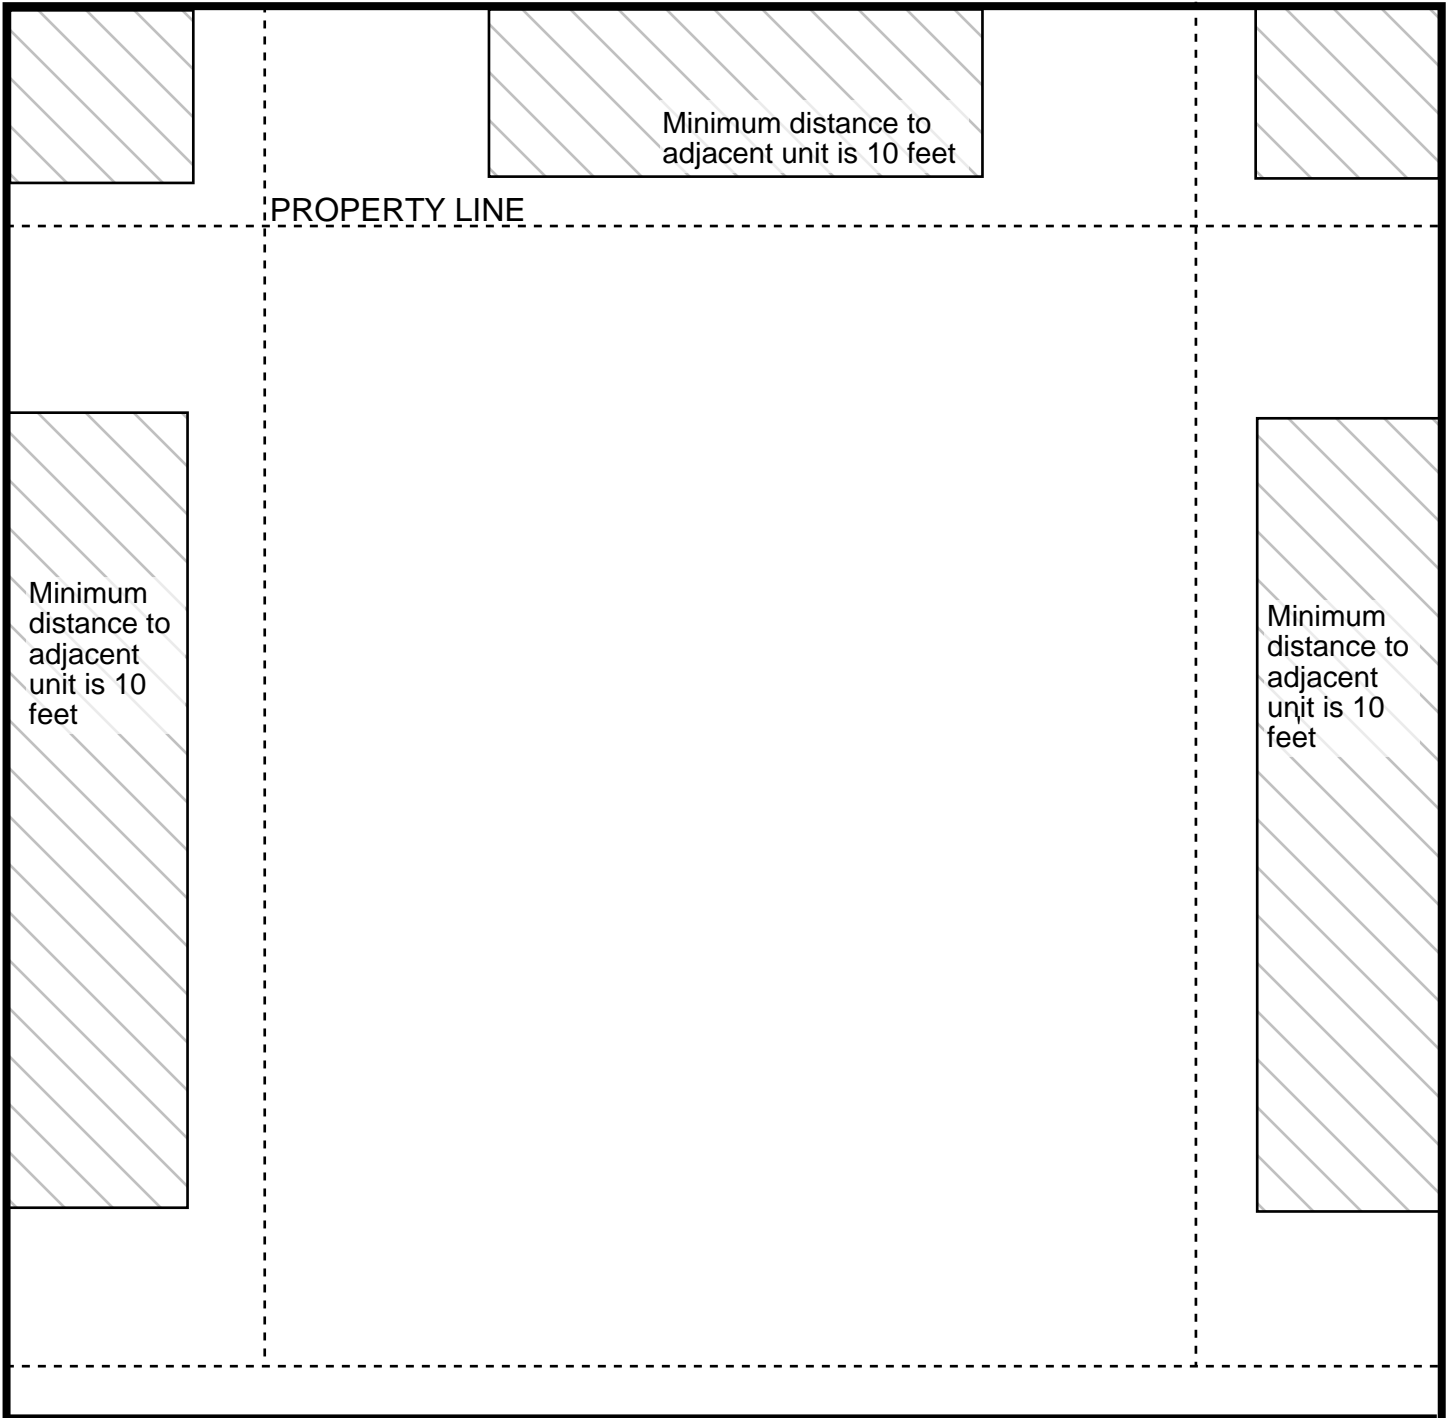 Minimum distance to
adjacent unit is 10 feet
PROPERTY LINE
Minimum
distance to
adjacent
unit is 10
feet
Minimum
distance to
adjacent
unit is 10
feet